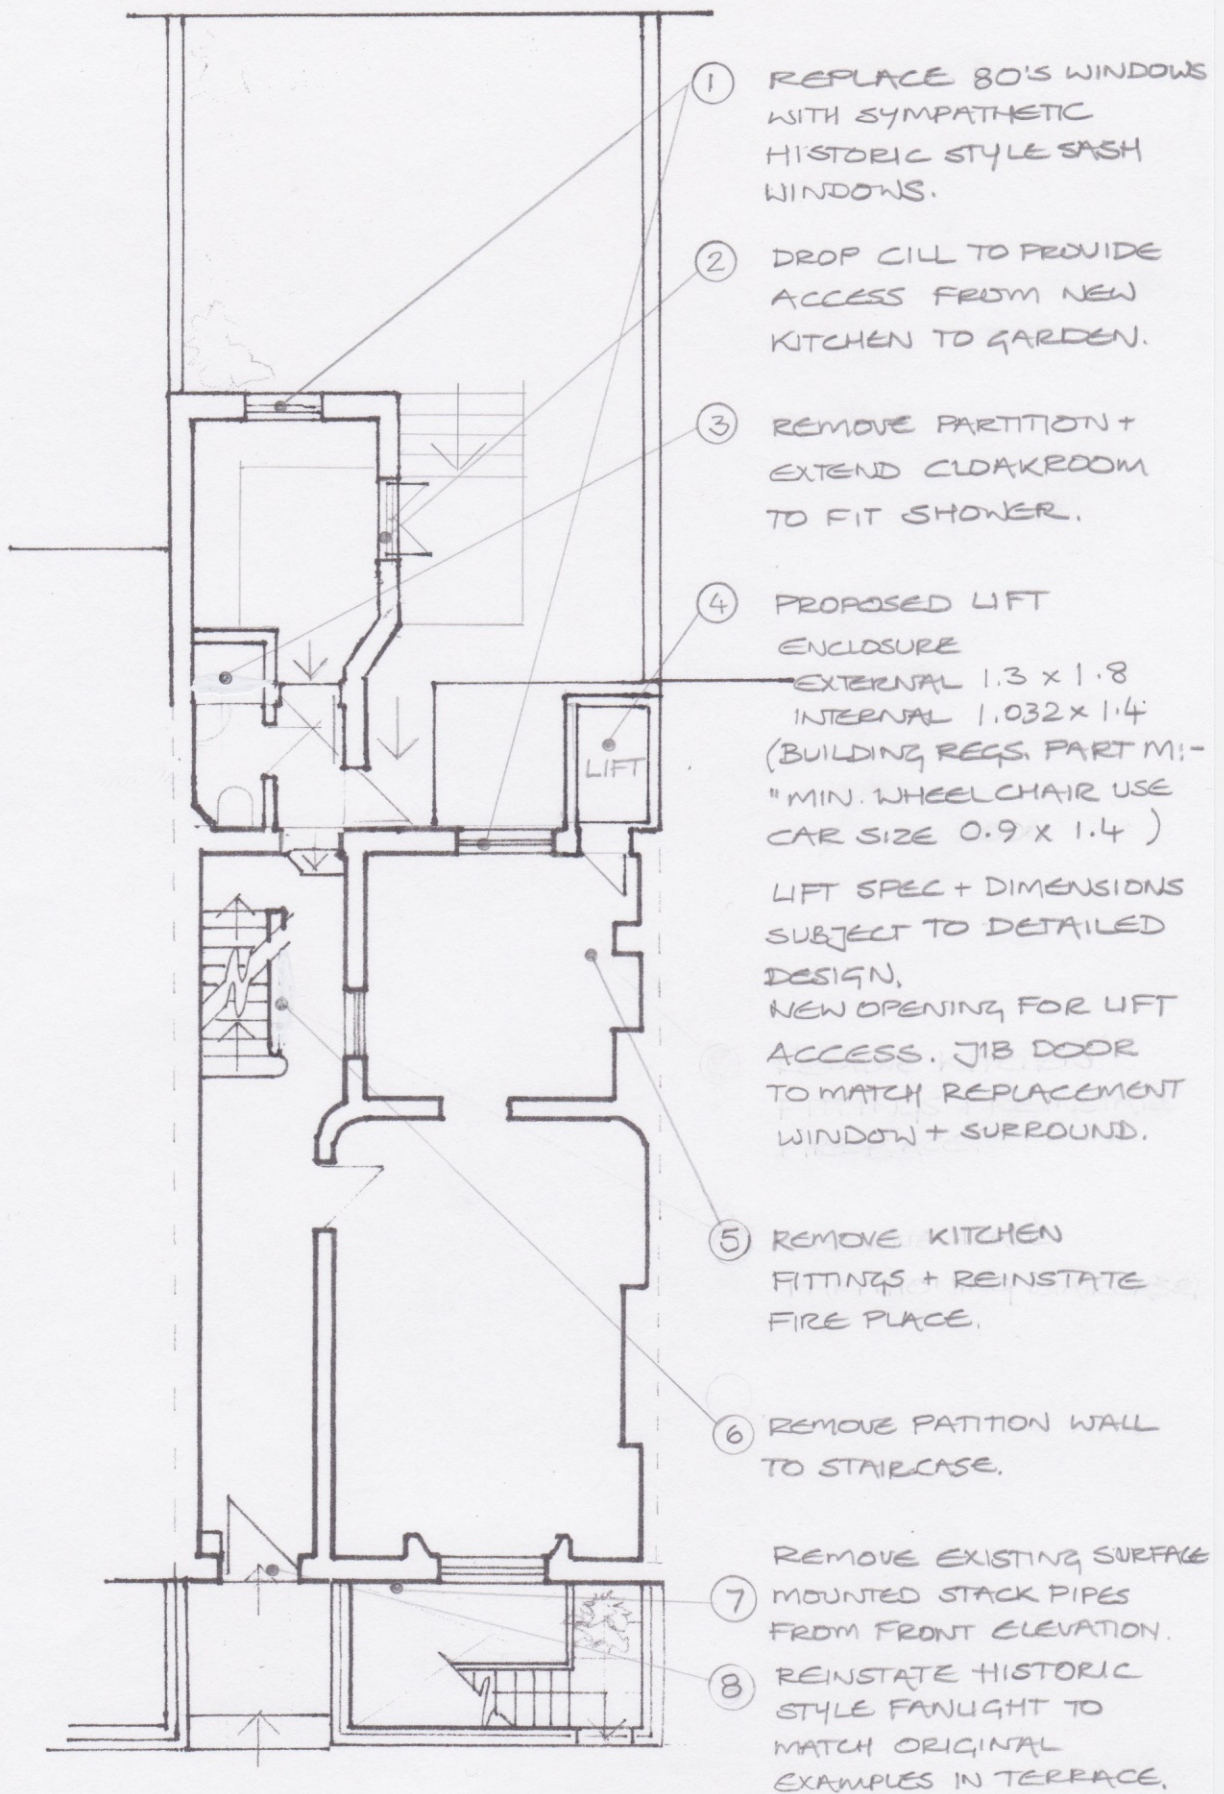 1 REPLACE 80'S WINDOWS
WITH SYMPATHETIC
HISTORIC STYLE SASH
WINDOWS.
2 DROP CILL TO PROVIDE
ACCESS FROM NEW
KITCHEN TO GARDEN.
3 REMOVE PARTITION +
EXTEND CLOAKROOM
TO FIT SHOWER.
4 PROPOSED LIFT
ENCLOSURE
EXTERNAL 1.3 x 1.8
INTERNAL 1.032 x 1.4
(BUILDING REGS. PART M:-
"MIN. WHEELCHAIR USE
CAR SIZE 0.9 x 1.4 )
LIFT SPEC + DIMENSIONS
SUBJECT TO DETAILED
DESIGN.
NEW OPENING FOR LIFT
ACCESS. JIB DOOR
TO MATCH REPLACEMENT
WINDOW + SURROUND.
5 REMOVE KITCHEN
FITTINGS + REINSTATE
FIRE PLACE.
6 REMOVE PATITION WALL
TO STAIRCASE.
REMOVE EXISTING SURFACE
7 MOUNTED STACK PIPES
FROM FRONT ELEVATION.
8 REINSTATE HISTORIC
STYLE FANLIGHT TO
MATCH ORIGINAL
EXAMPLES IN TERRACE.
LIFT